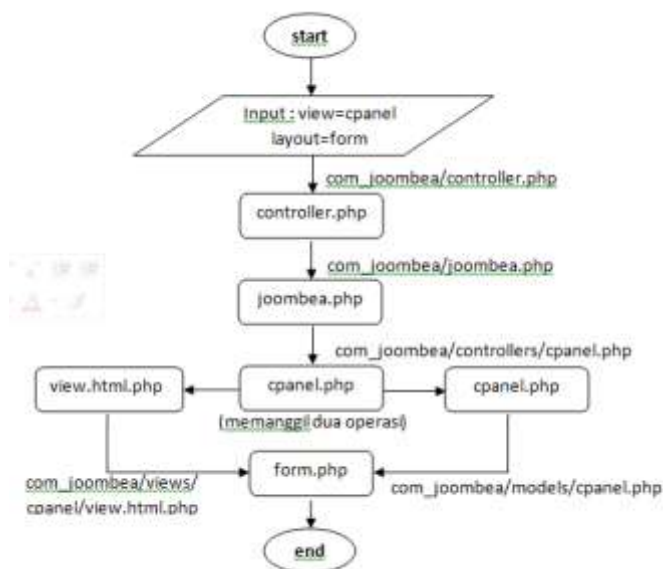 start
Input : view=cpanel
layout=form
com_joombea/controller.php
controller.php
com_joombea/joombea.php
joombea.php
com_joombea/controllers/cpanel.php
view.html.php
cpanel.php
cpanel.php
(memanggil dua operasi)
form.php
com_joombea/views/
cpanel/view.html.php
com_joombea/models/cpanel.php
end